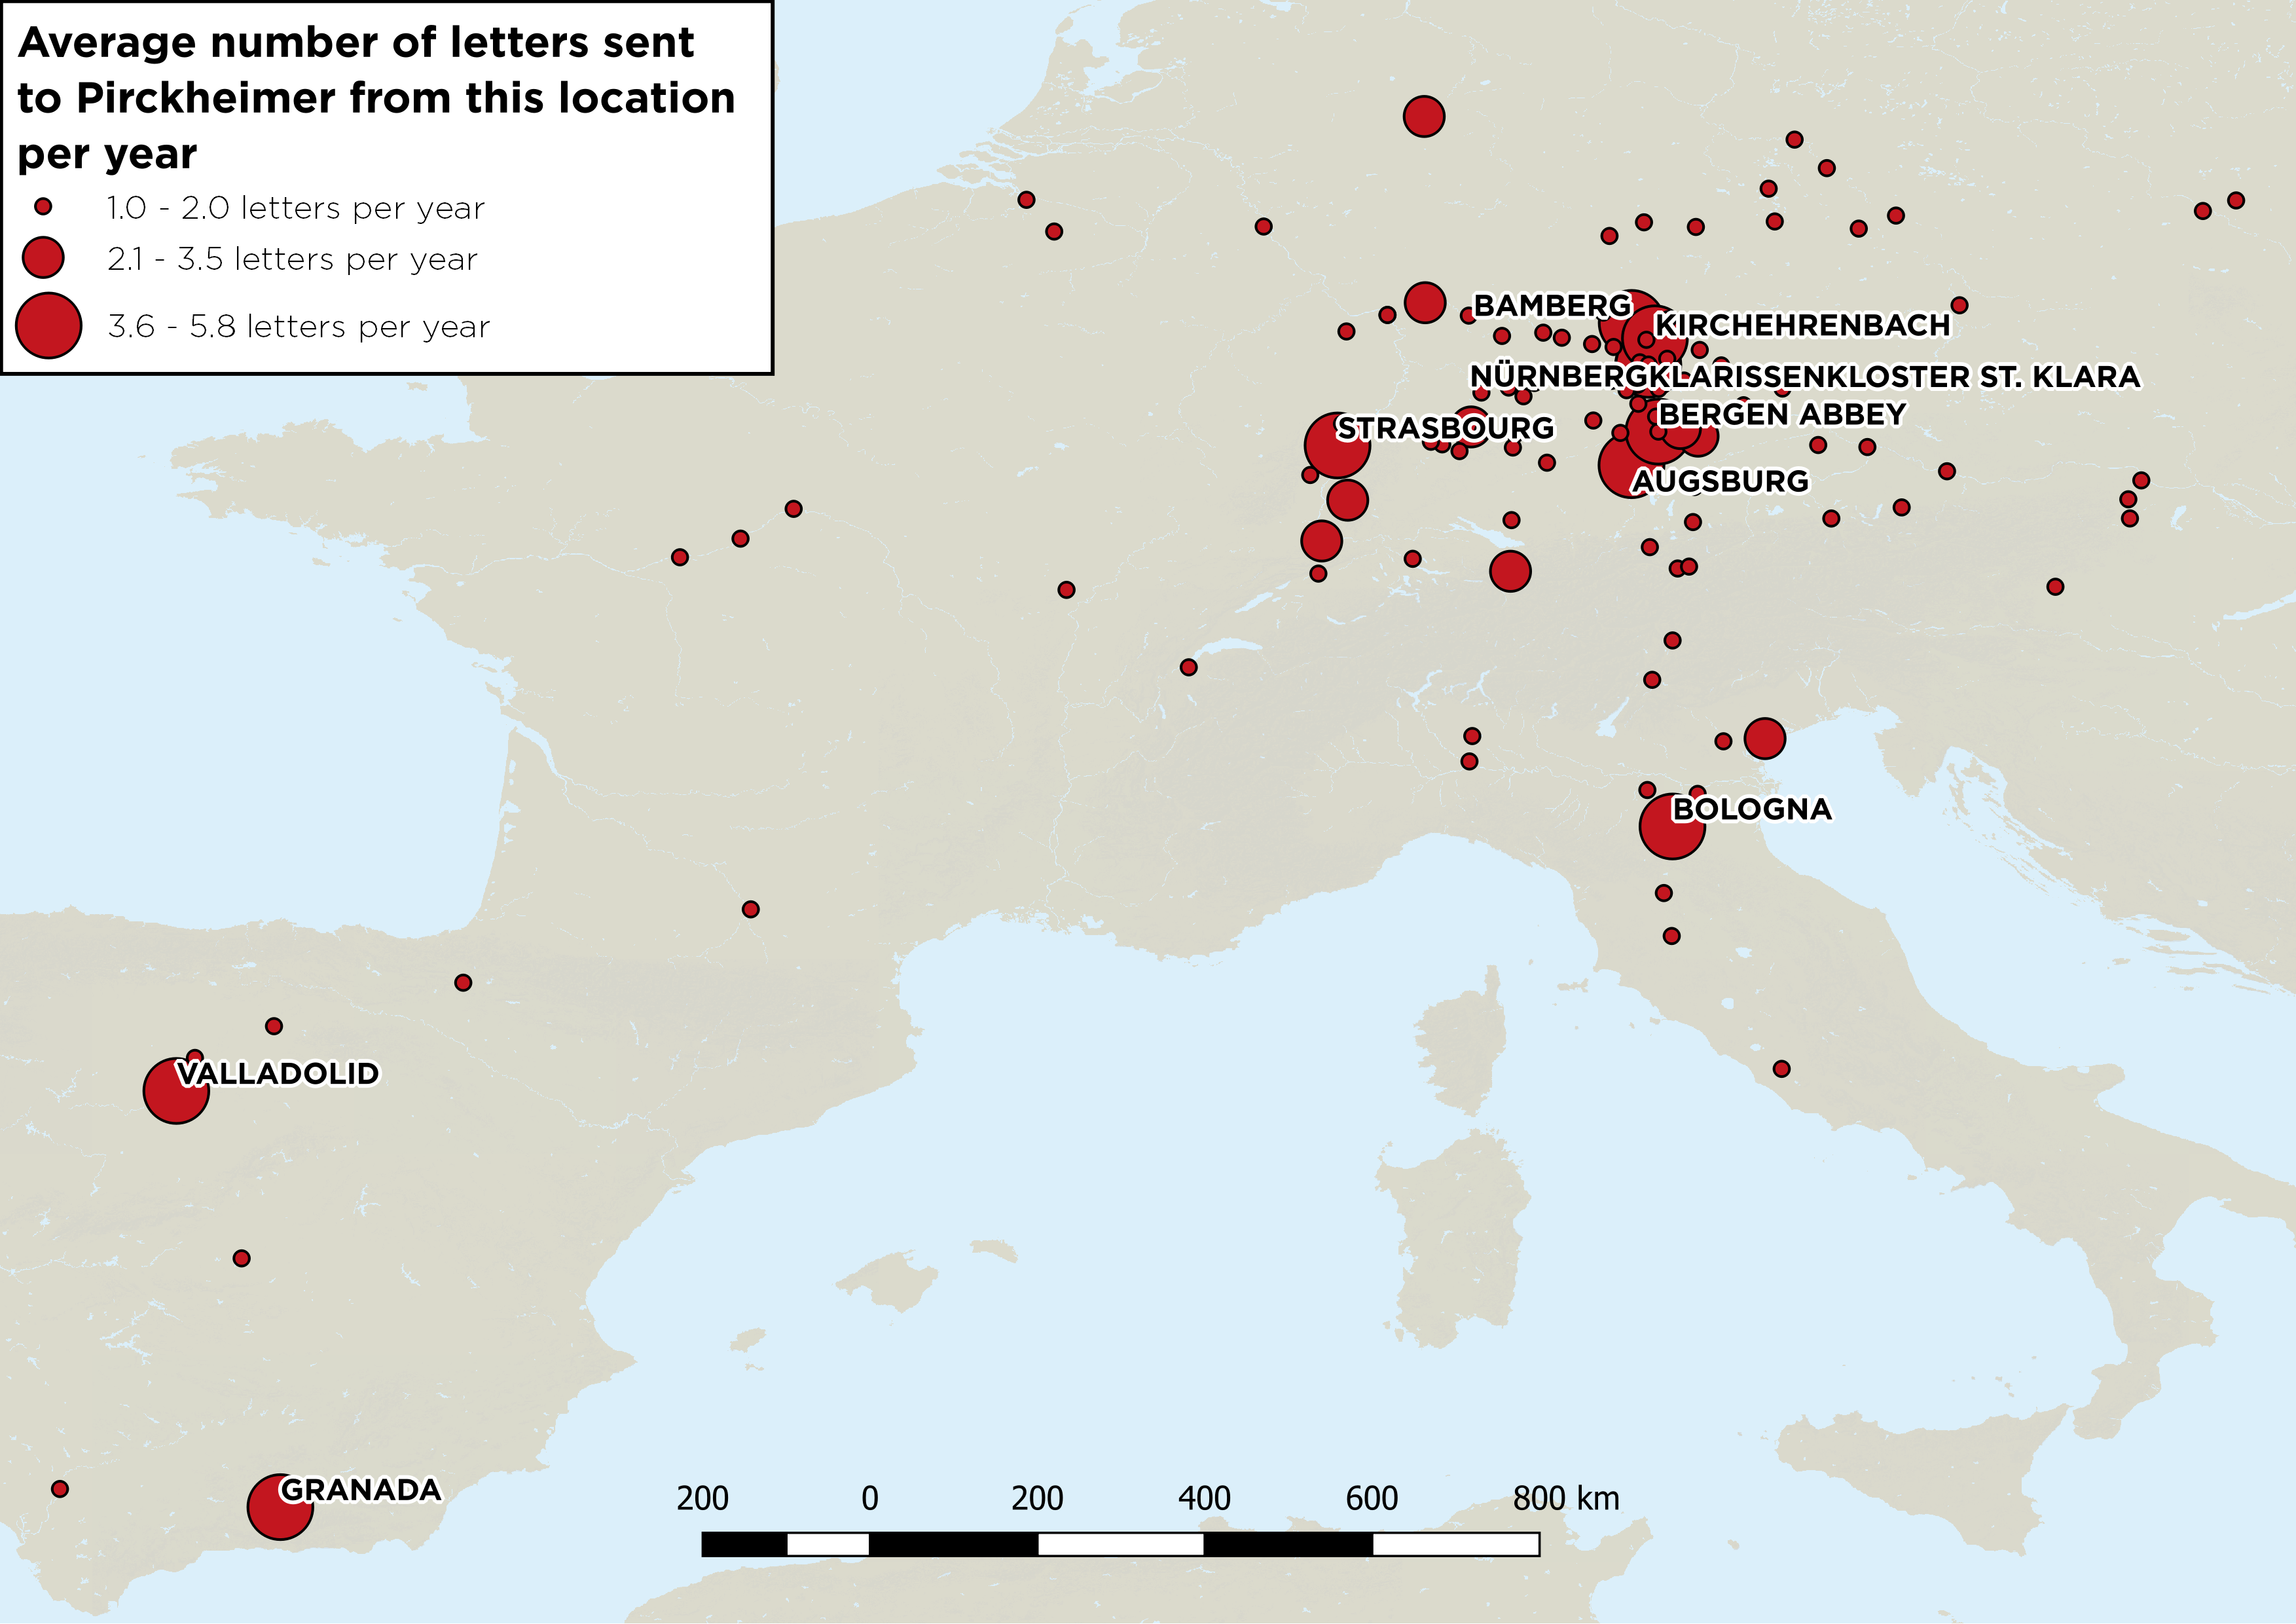 Average number of letters sent
to Pirckheimer from this location
per year
1.0 - 2.0 letters per year
2.1 - 3.5 letters per year
3.6 - 5.8 letters per year
BAMBERG
KIRCHEHRENBACH
NÜRNBERG
KLARISSENKLOSTER ST. KLARA
BERGEN ABBEY
STRASBOURG
AUGSBURG
BOLOGNA
VALLADOLID
GRANADA
200 0 200 400 600 800 km